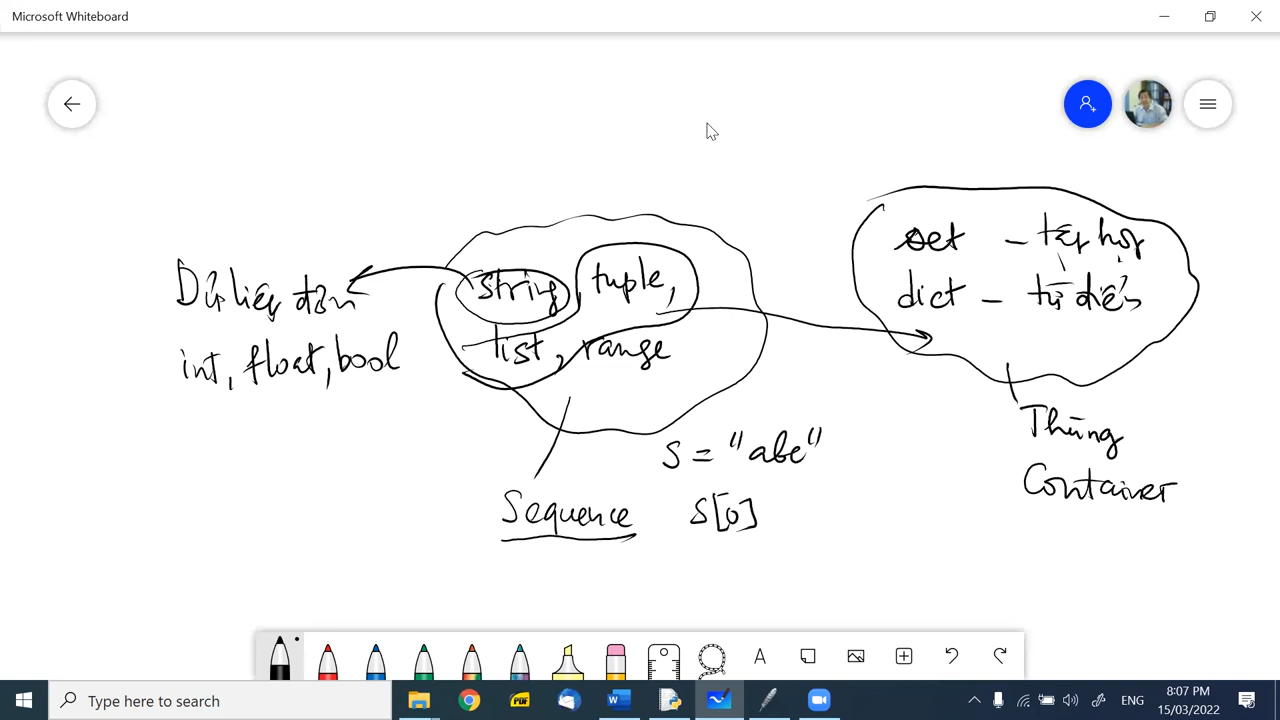 Microsoft Whiteboard
Dữ liệu đơn
int, float, bool
string, tuple,
list, range
Sequence
S = "abc"
S[0]
set - tập hợp
dict - từ điển
Thùng
Container
A
Type here to search
PDF
ENG
8:07 PM
15/03/2022